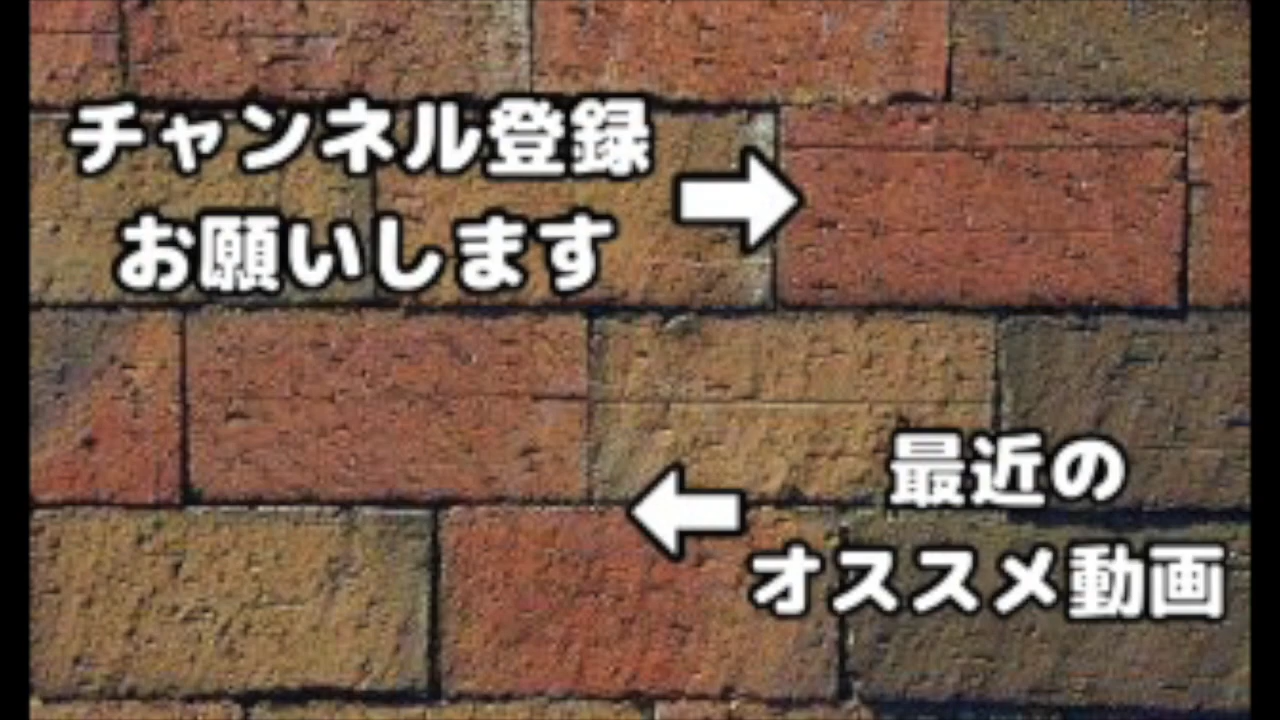 チャンネル登録
お願いします
最近の
オススメ動画